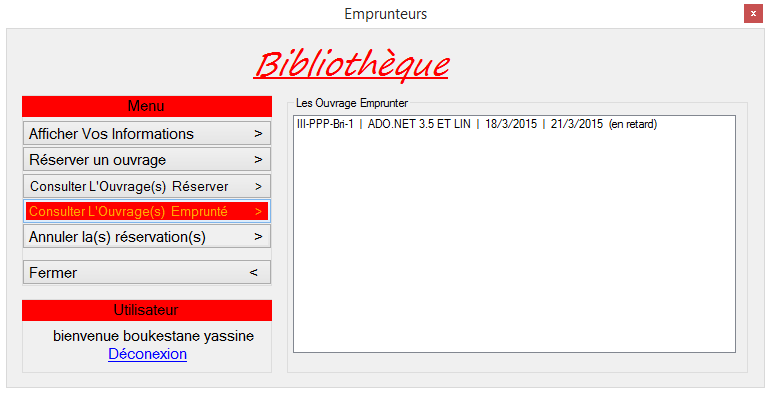 Emprunteurs
x
Bibliothèque
Menu
Afficher Vos Informations >
Réserver un ouvrage >
Consulter L'Ouvrage(s) Réserver >
Consulter L'Ouvrage(s) Emprunté >
Annuler la(s) réservation(s) >
Fermer <
Utilisateur
bienvenue boukestane yassine
Déconexion
Les Ouvrage Emprunter
III-PPP-Bri-1 | ADO.NET 3.5 ET LIN | 18/3/2015 | 21/3/2015 (en retard)